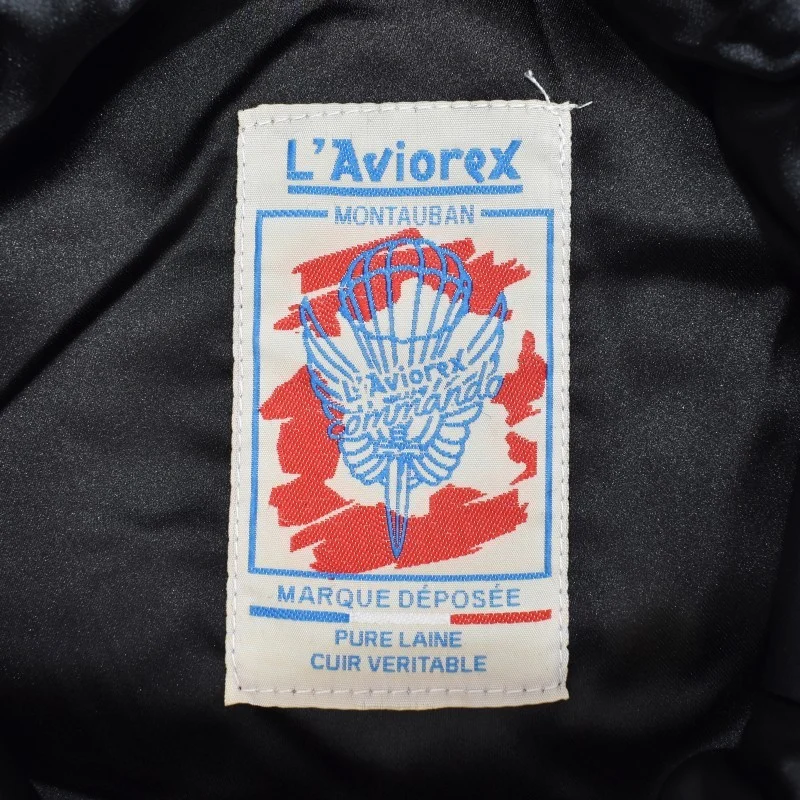 L'Aviorex
MONTAUBAN
L'Aviorex
Commando
MARQUE DÉPOSÉE
PURE LAINE
CUIR VERITABLE